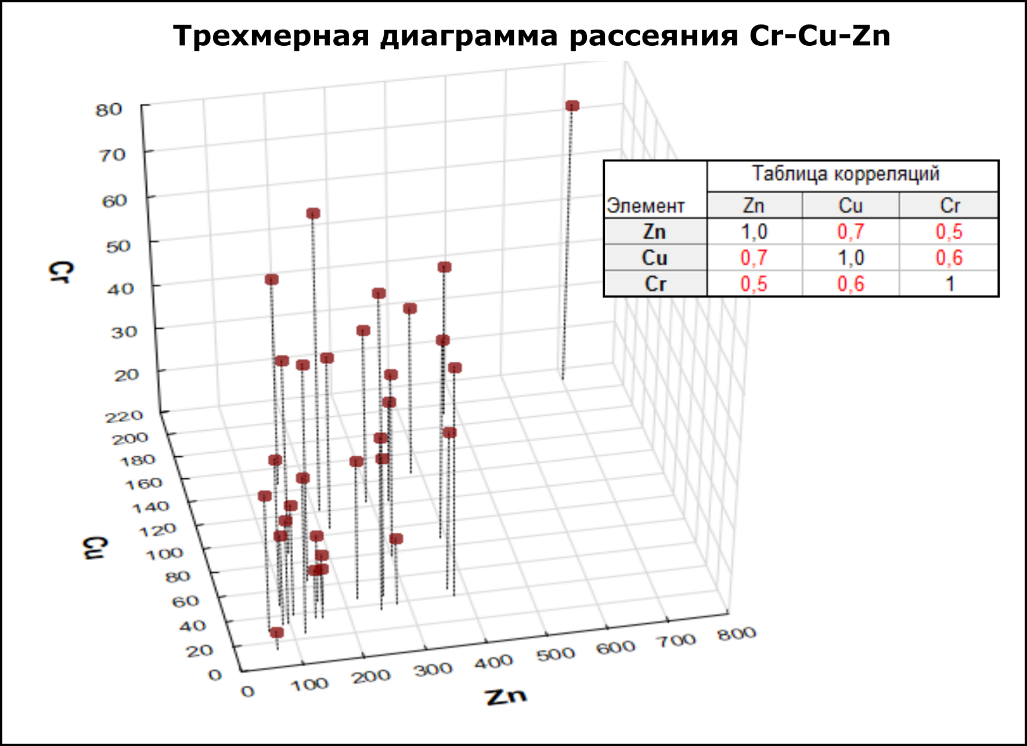 Трехмерная диаграмма рассеяния Cr-Cu-Zn
80
70
60
50
40
30
20
Cr
220
200
180
160
140
120
100
80
60
40
20
0
Cu
0 100 200 300 400 500 600 700 800
Zn
Таблица корреляций
Элемент Zn Cu Cr
Zn 1,0 0,7 0,5
Cu 0,7 1,0 0,6
Cr 0,5 0,6 1